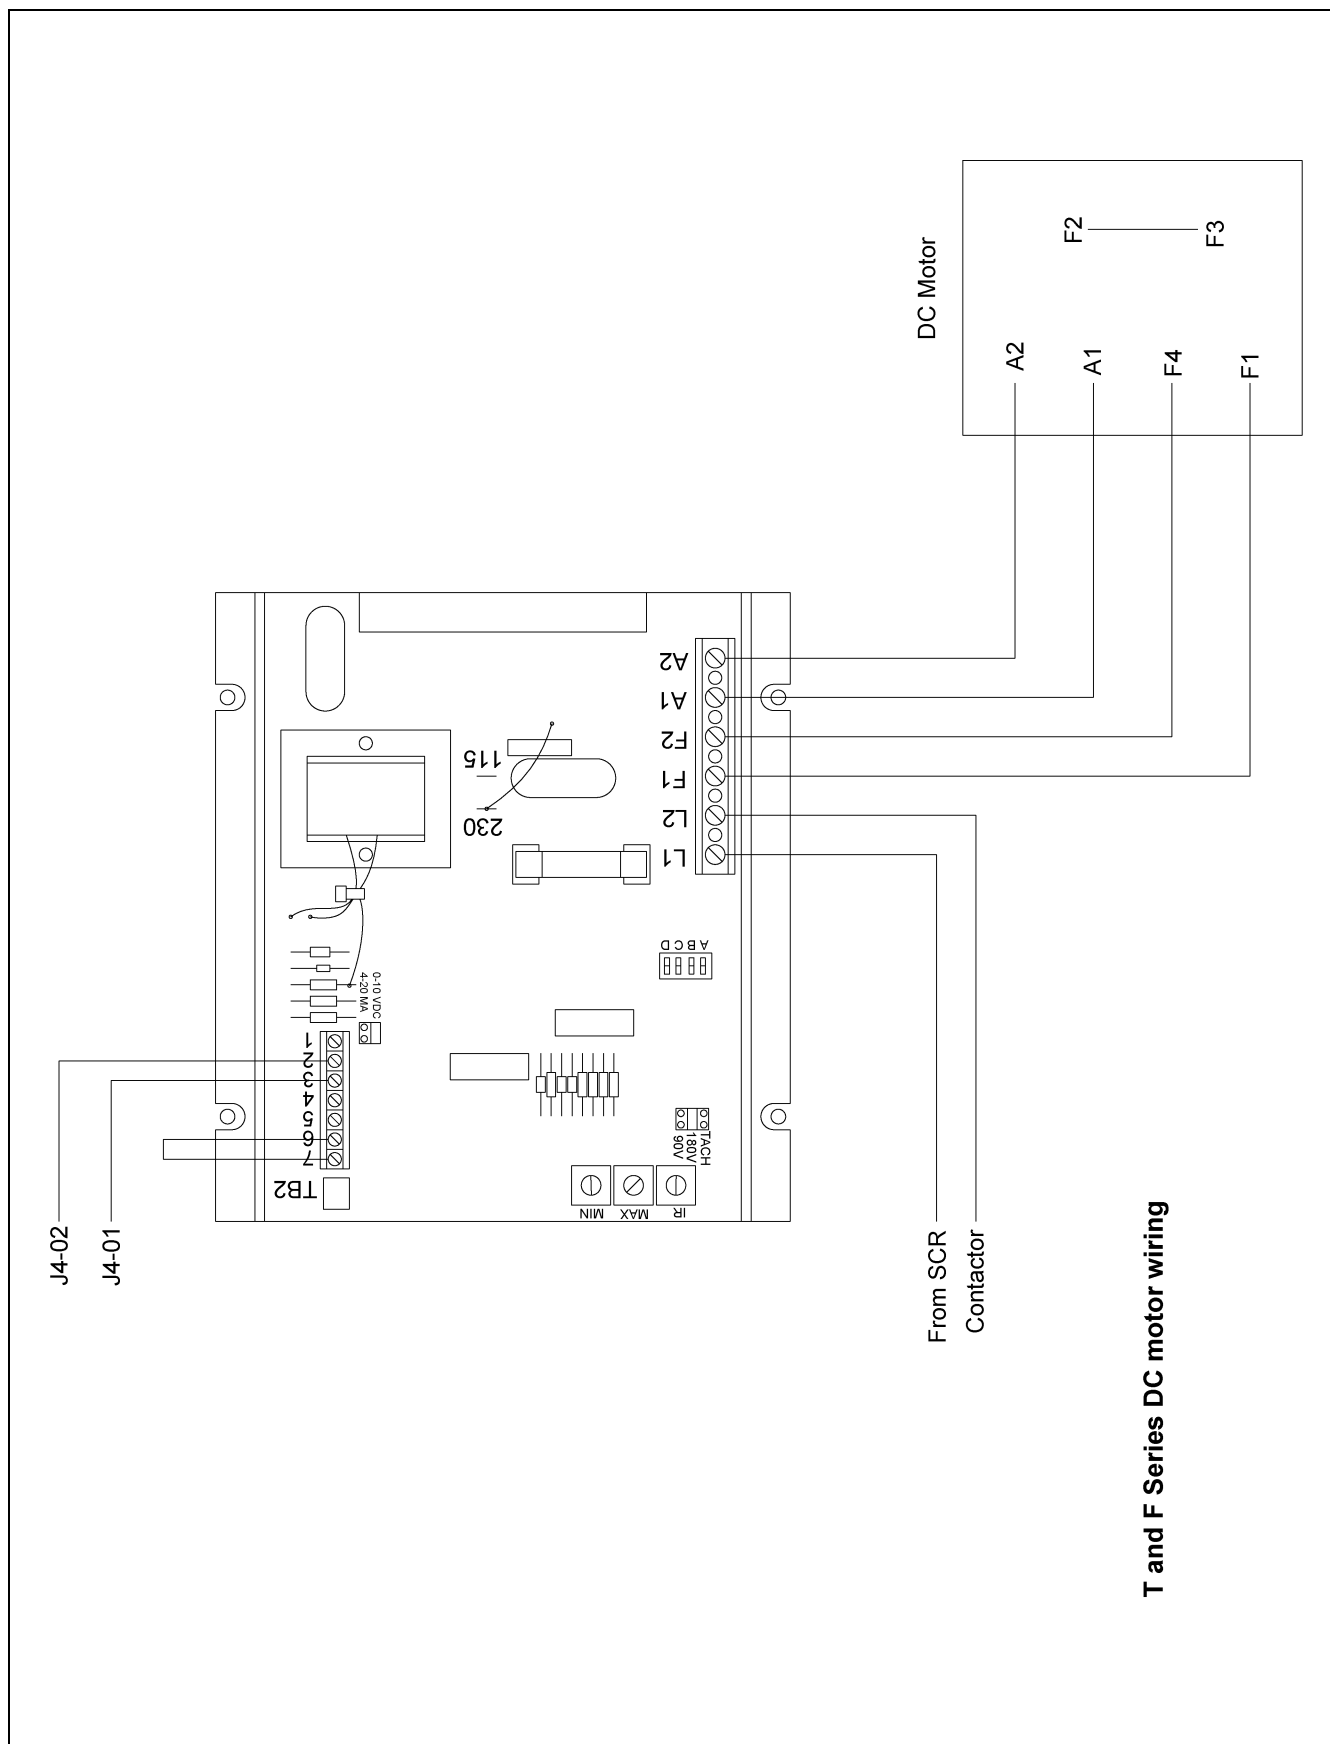 DC Motor
F2
F3
A2
A1
F4
F1
A2
A1
F2
F1
L2
L1
115
230
0-10 VDC
4-20 MA
A B C D
1
2
3
4
5
6
7
TB2
TACH
180V
90V
MIN
MAX
IR
J4-02
J4-01
From SCR
Contactor
T and F Series DC motor wiring